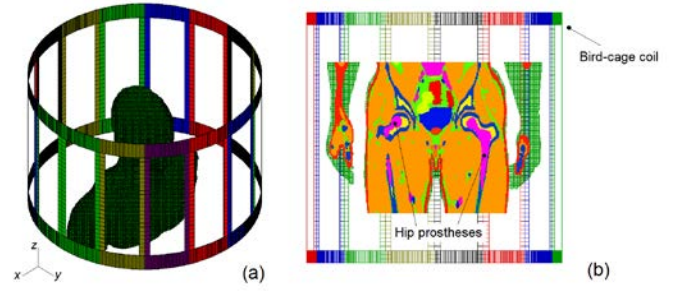 z
x
y
(a)
Bird-cage coil
Hip prostheses
(b)